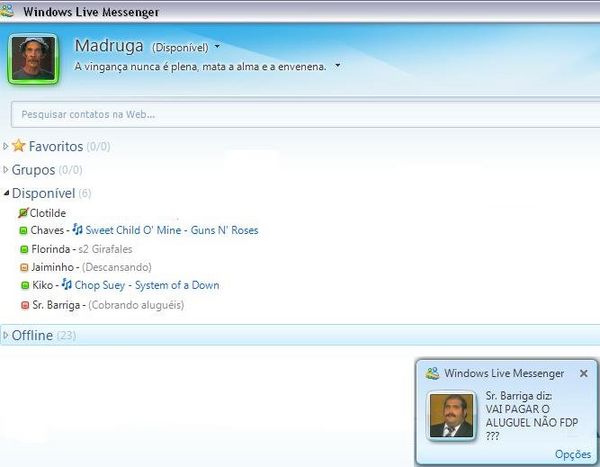 Windows Live Messenger
Madruga (Disponível)
A vingança nunca é plena, mata a alma e a envenena.
Pesquisar contatos na Web...
Favoritos (0/0)
Grupos (0/0)
Disponível (6)
Clotilde
Chaves - Sweet Child O' Mine - Guns N' Roses
Florinda - s2 Girafales
Jaiminho - (Descansando)
Kiko - Chop Suey - System of a Down
Sr. Barriga - (Cobrando aluguéis)
Offline (23)
Windows Live Messenger
Sr. Barriga diz:
VAI PAGAR O
ALUGUEL NÃO FDP
???
Opções